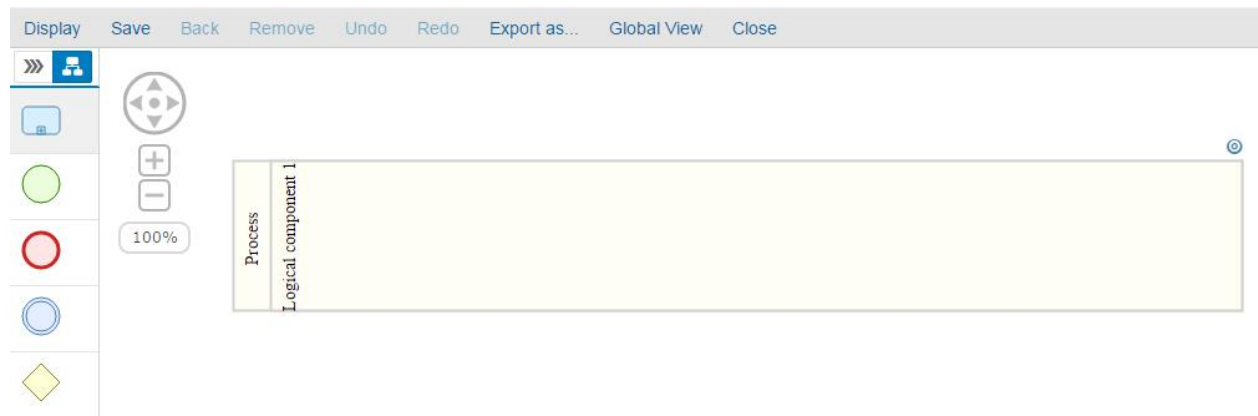 Display Save Back Remove Undo Redo Export as... Global View Close
100%
Process
Logical component 1